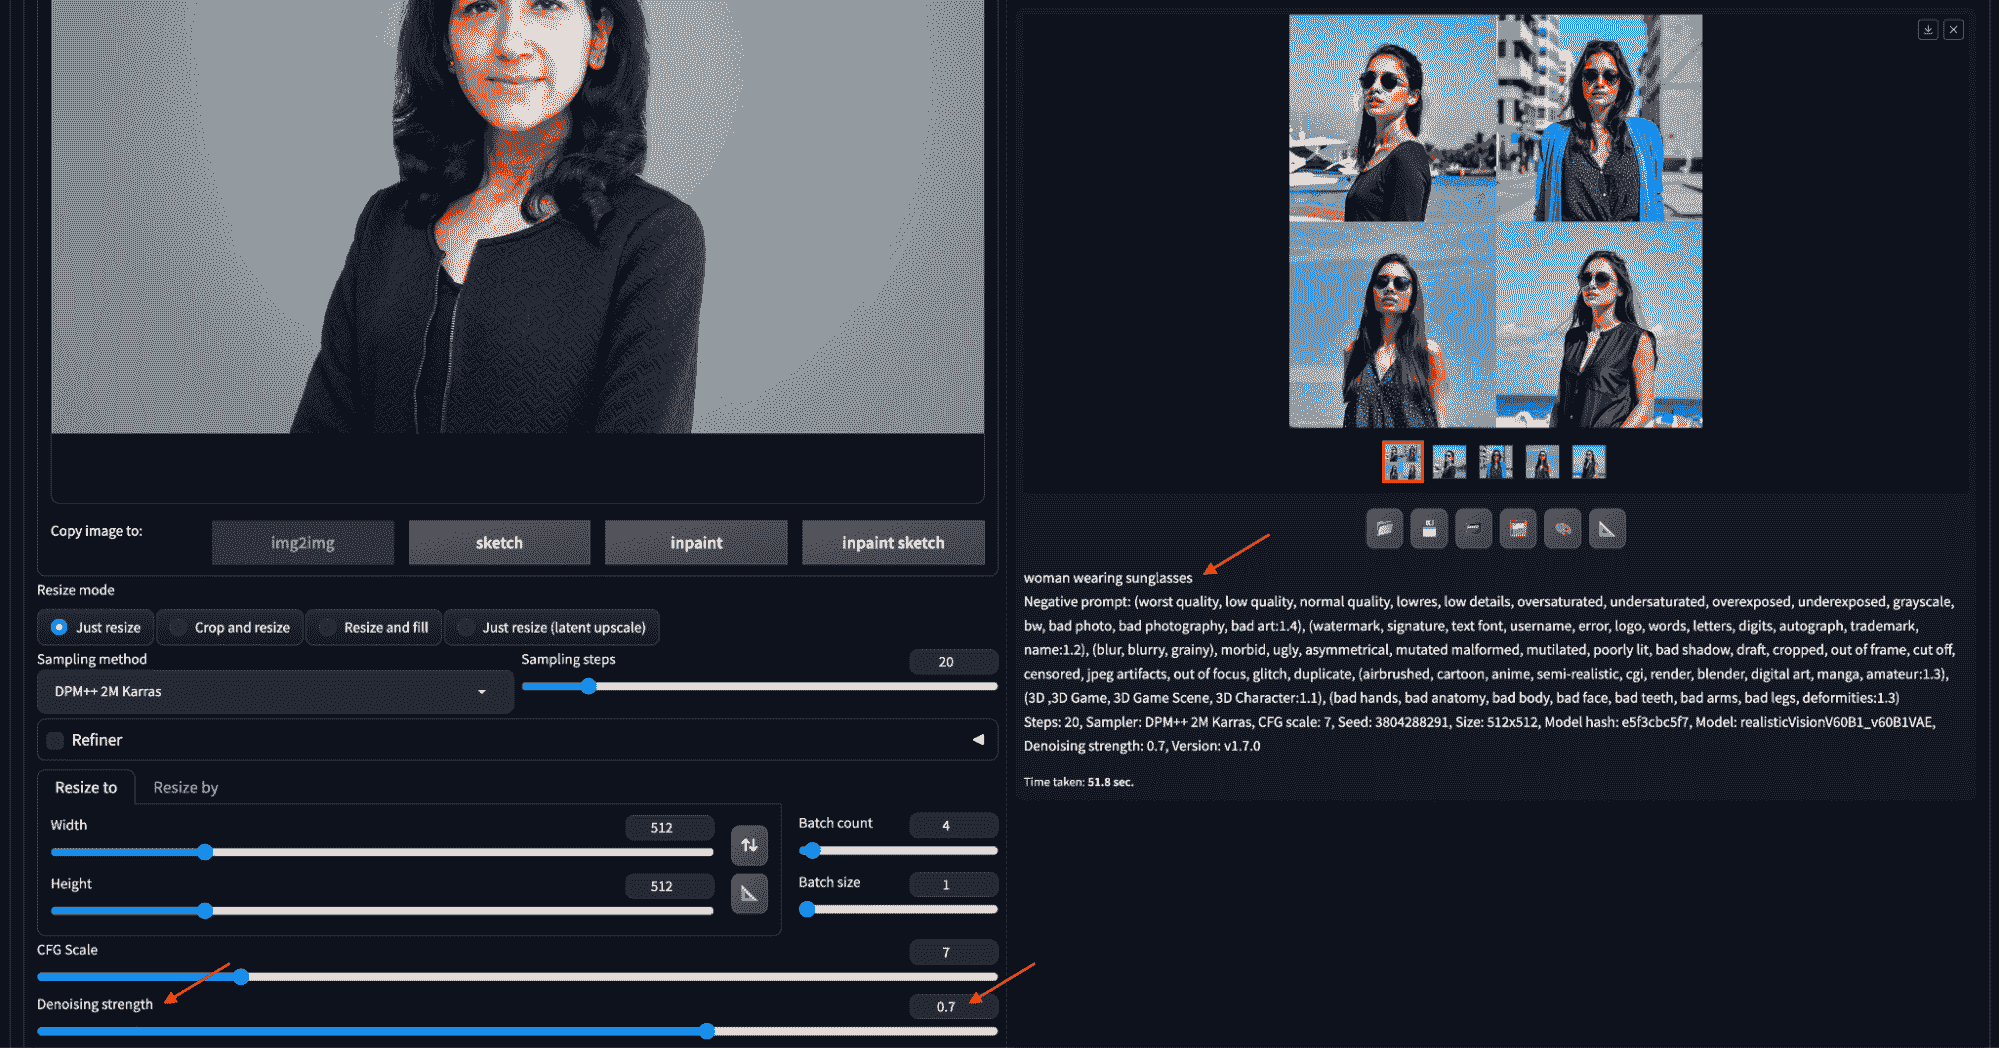 Copy image to:
img2img
sketch
inpaint
inpaint sketch
Resize mode
Just resize
Crop and resize
Resize and fill
Just resize (latent upscale)
Sampling method
DPM++ 2M Karras
Sampling steps
20
Refiner
Resize to
Resize by
Width
512
Height
512
Batch count
4
Batch size
1
CFG Scale
7
Denoising strength
0.7
woman wearing sunglasses
Negative prompt: (worst quality, low quality, normal quality, lowres, low details, oversaturated, undersaturated, overexposed, underexposed, grayscale,
bw, bad photo, bad photography, bad art:1.4), (watermark, signature, text font, username, error, logo, words, letters, digits, autograph, trademark,
name:1.2), (blur, blurry, grainy), morbid, ugly, asymmetrical, mutated malformed, mutilated, poorly lit, bad shadow, draft, cropped, out of frame, cut off,
censored, jpeg artifacts, out of focus, glitch, duplicate, (airbrushed, cartoon, anime, semi-realistic, cgi, render, blender, digital art, manga, amateur:1.3),
(3D ,3D Game, 3D Game Scene, 3D Character:1.1), (bad hands, bad anatomy, bad body, bad face, bad teeth, bad arms, bad legs, deformities:1.3)
Steps: 20, Sampler: DPM++ 2M Karras, CFG scale: 7, Seed: 3804288291, Size: 512x512, Model hash: e5f3cbc5f7, Model: realisticVisionV60B1_v60B1VAE,
Denoising strength: 0.7, Version: v1.7.0
Time taken: 51.8 sec.